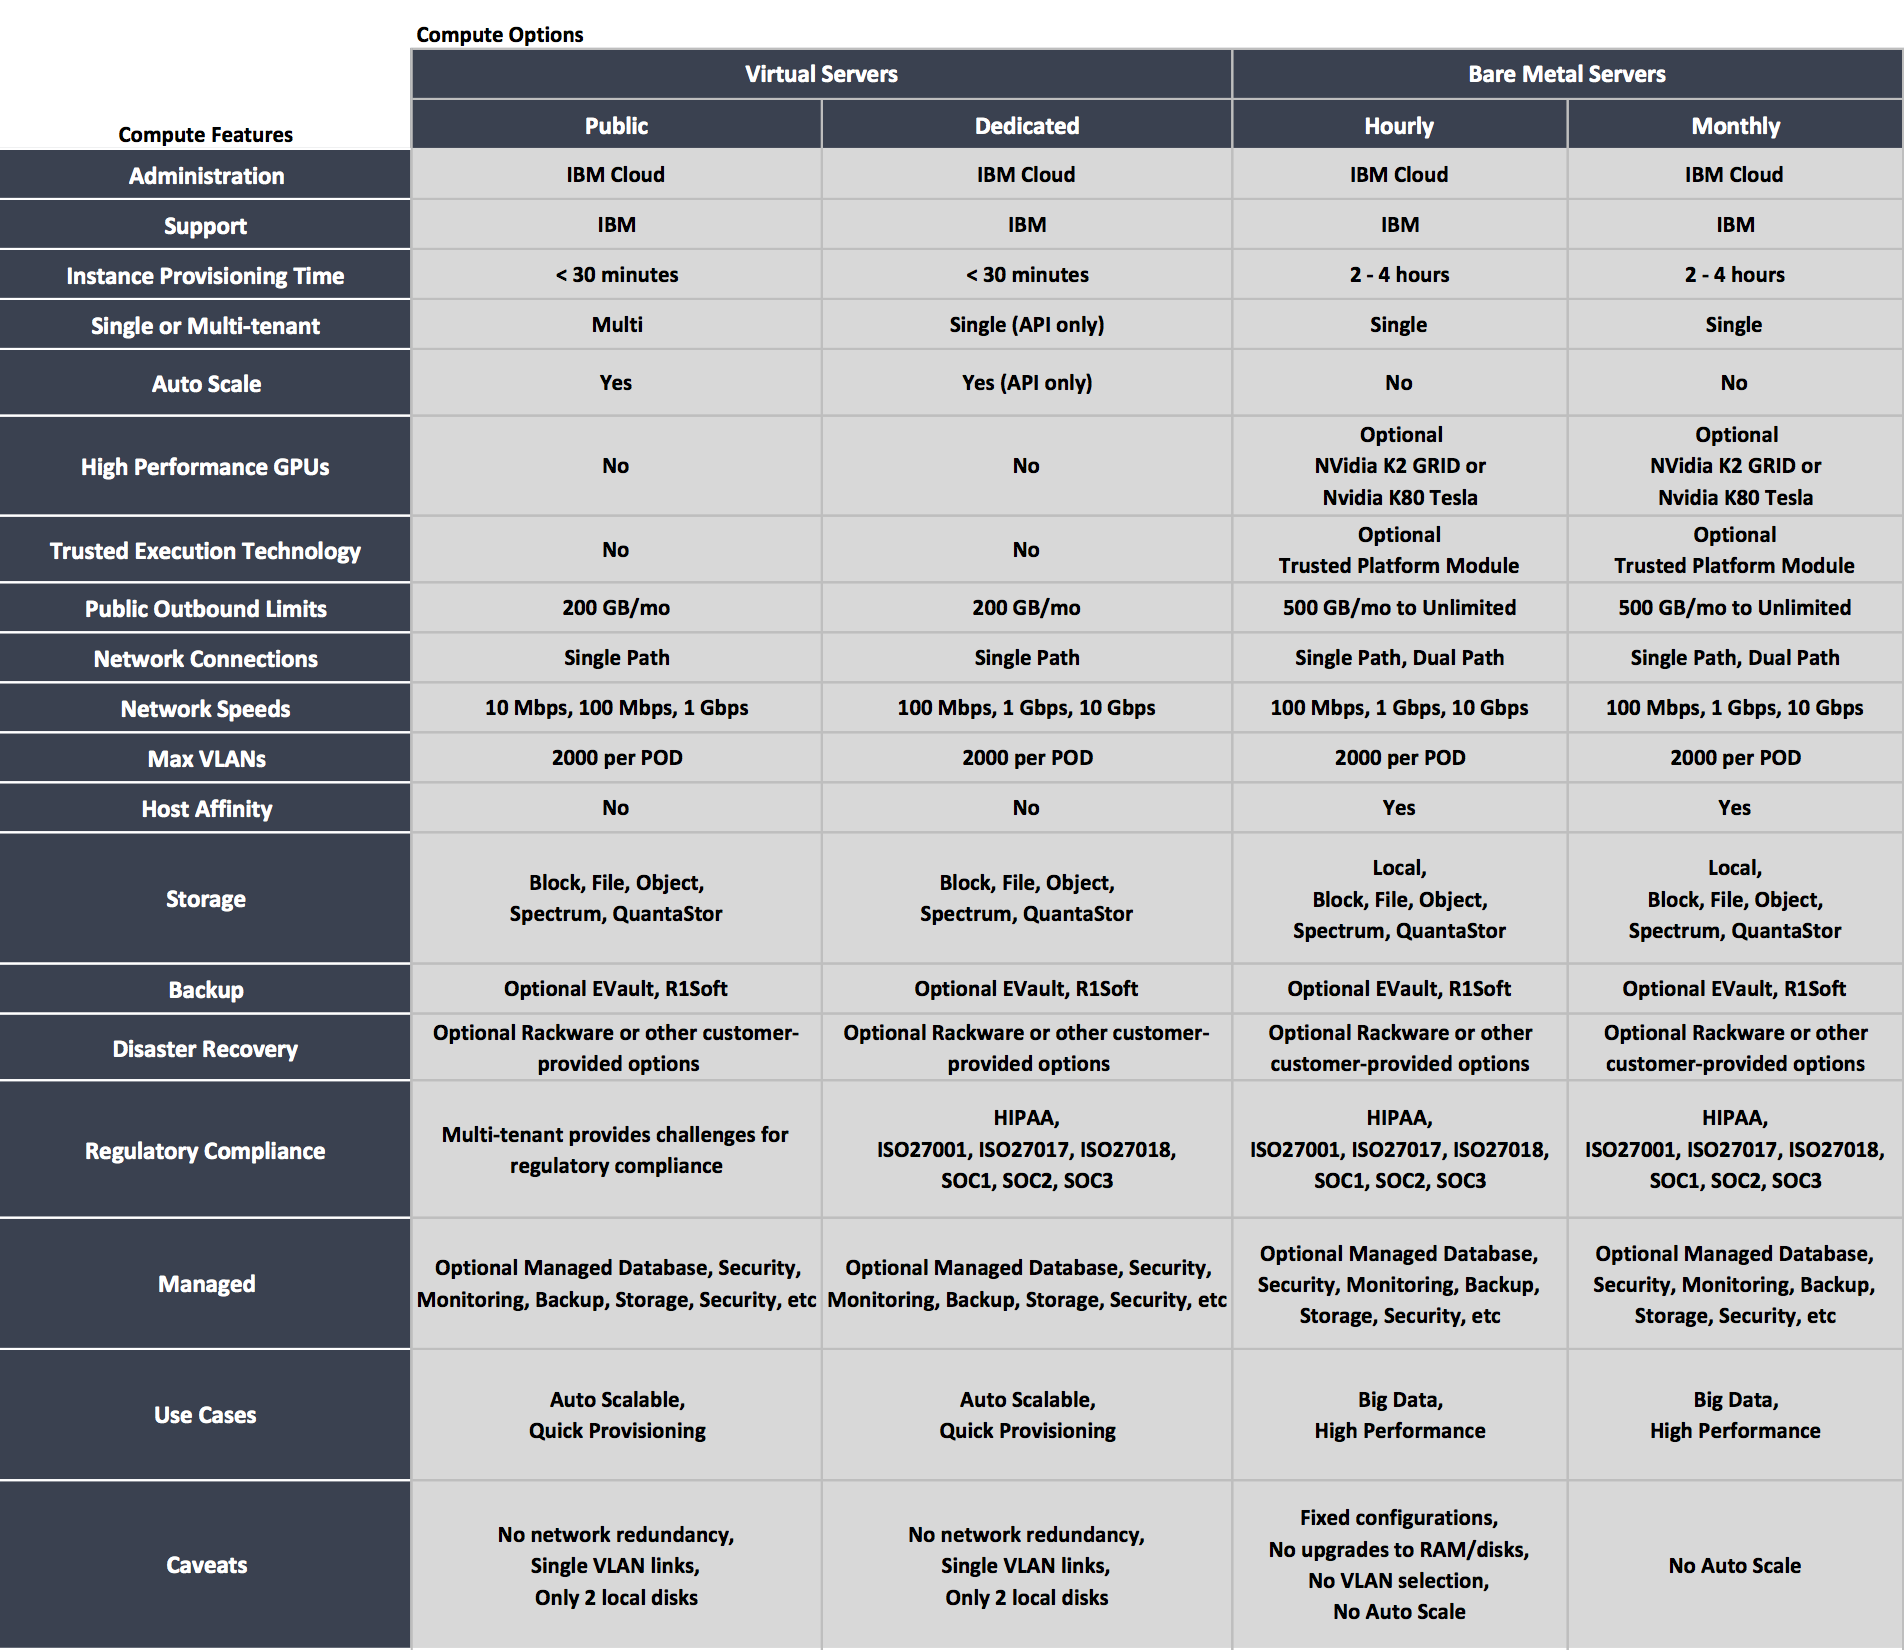 Compute Options
Virtual Servers Bare Metal Servers
Compute Features Public Dedicated Hourly Monthly
Administration IBM Cloud IBM Cloud IBM Cloud IBM Cloud
Support IBM IBM IBM IBM
Instance Provisioning Time < 30 minutes < 30 minutes 2 - 4 hours 2 - 4 hours
Single or Multi-tenant Multi Single (API only) Single Single
Auto Scale Yes Yes (API only) No No
High Performance GPUs No No
Optional
NVidia K2 GRID or
Nvidia K80 Tesla
Optional
NVidia K2 GRID or
Nvidia K80 Tesla
Trusted Execution Technology No No
Optional
Trusted Platform Module
Optional
Trusted Platform Module
Public Outbound Limits 200 GB/mo 200 GB/mo 500 GB/mo to Unlimited 500 GB/mo to Unlimited
Network Connections Single Path Single Path Single Path, Dual Path Single Path, Dual Path
Network Speeds 10 Mbps, 100 Mbps, 1 Gbps 100 Mbps, 1 Gbps, 10 Gbps 100 Mbps, 1 Gbps, 10 Gbps 100 Mbps, 1 Gbps, 10 Gbps
Max VLANs 2000 per POD 2000 per POD 2000 per POD 2000 per POD
Host Affinity No No Yes Yes
Storage
Block, File, Object,
Spectrum, QuantaStor
Block, File, Object,
Spectrum, QuantaStor
Local,
Block, File, Object,
Spectrum, QuantaStor
Local,
Block, File, Object,
Spectrum, QuantaStor
Backup Optional EVault, R1Soft Optional EVault, R1Soft Optional EVault, R1Soft Optional EVault, R1Soft
Disaster Recovery
Optional Rackware or other customer-
provided options
Optional Rackware or other customer-
provided options
Optional Rackware or other
customer-provided options
Optional Rackware or other
customer-provided options
Regulatory Compliance
Multi-tenant provides challenges for
regulatory compliance
HIPAA,
ISO27001, ISO27017, ISO27018,
SOC1, SOC2, SOC3
HIPAA,
ISO27001, ISO27017, ISO27018,
SOC1, SOC2, SOC3
HIPAA,
ISO27001, ISO27017, ISO27018,
SOC1, SOC2, SOC3
Managed
Optional Managed Database, Security,
Monitoring, Backup, Storage, Security, etc
Optional Managed Database, Security,
Monitoring, Backup, Storage, Security, etc
Optional Managed Database,
Security, Monitoring, Backup,
Storage, Security, etc
Optional Managed Database,
Security, Monitoring, Backup,
Storage, Security, etc
Use Cases
Auto Scalable,
Quick Provisioning
Auto Scalable,
Quick Provisioning
Big Data,
High Performance
Big Data,
High Performance
Caveats
No network redundancy,
Single VLAN links,
Only 2 local disks
No network redundancy,
Single VLAN links,
Only 2 local disks
Fixed configurations,
No upgrades to RAM/disks,
No VLAN selection,
No Auto Scale
No Auto Scale